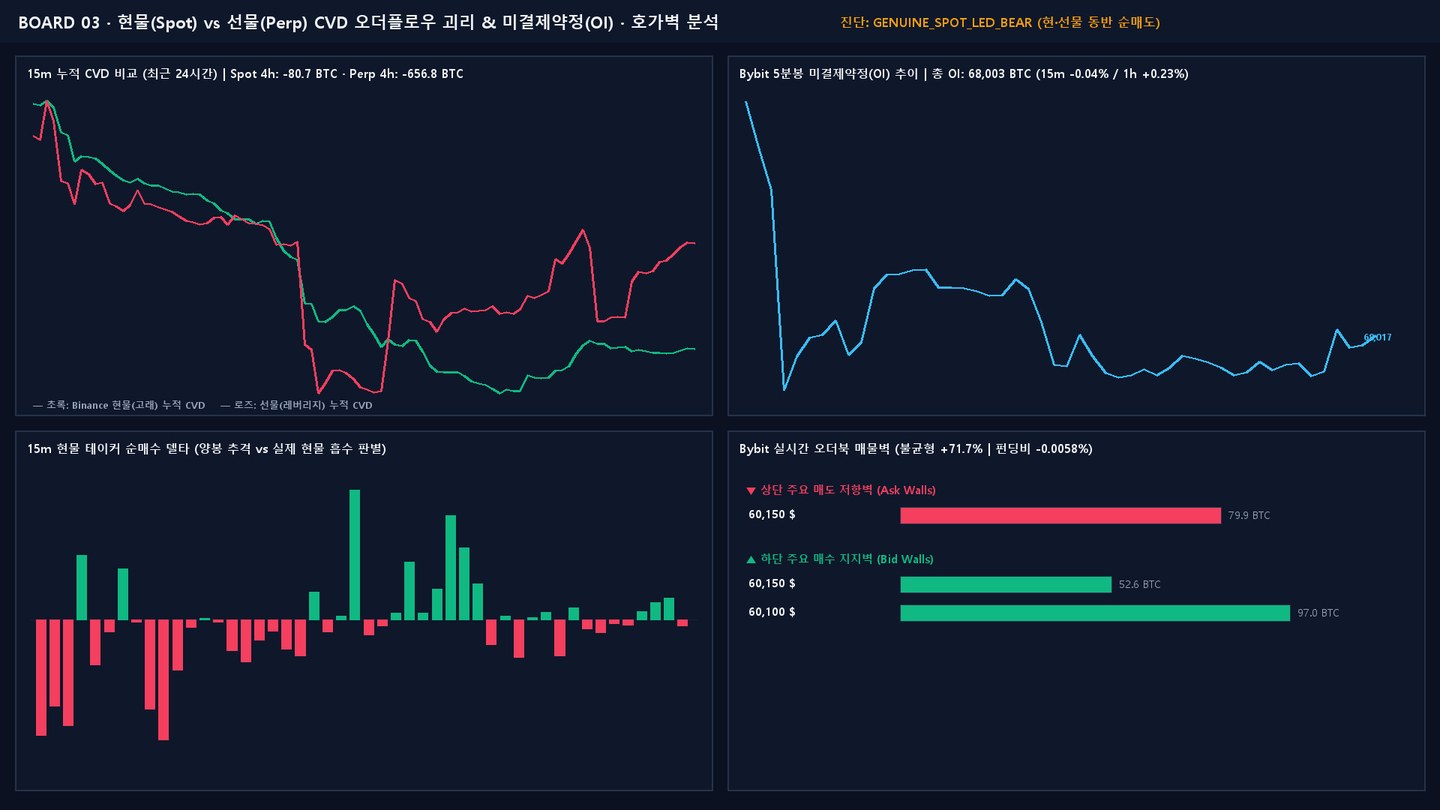 BOARD 03 · 현물(Spot) vs 선물(Perp) CVD 오더플로우 괴리 & 미결제약정(OI) · 호가벽 분석
진단: GENUINE_SPOT_LED_BEAR (현·선물 동반 순매도)
15m 누적 CVD 비교 (최근 24시간) | Spot 4h: -80.7 BTC · Perp 4h: -656.8 BTC
— 초록: Binance 현물(고래) 누적 CVD — 로즈: 선물(레버리지) 누적 CVD
Bybit 5분봉 미결제약정(OI) 추이 | 총 OI: 68,003 BTC (15m -0.04% / 1h +0.23%)
68,017
15m 현물 테이커 순매수 델타 (양봉 추격 vs 실제 현물 흡수 판별)
Bybit 실시간 오더북 매물벽 (불균형 +71.7% | 펀딩비 -0.0058%)
▼ 상단 주요 매도 저항벽 (Ask Walls)
60,150 $ 79.9 BTC
▲ 하단 주요 매수 지지벽 (Bid Walls)
60,150 $ 52.6 BTC
60,100 $ 97.0 BTC